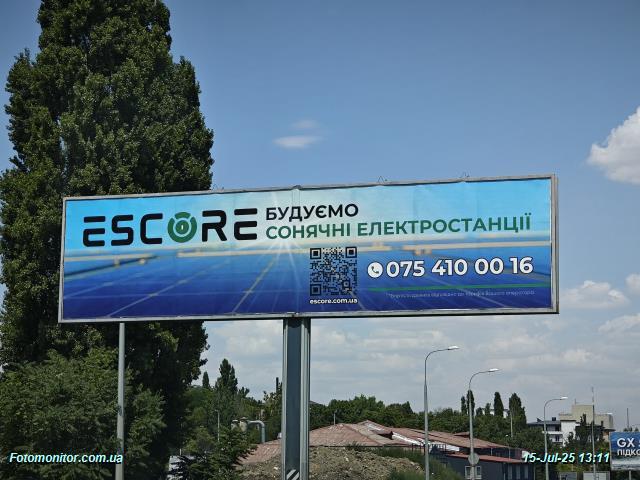 ESCORE
БУДУЄМО
СОНЯЧНІ ЕЛЕКТРОСТАНЦІЇ
075 410 00 16
escore.com.ua
GX
ПІДКО
Fotomonitor.com.ua
15-Jul-25 13:11